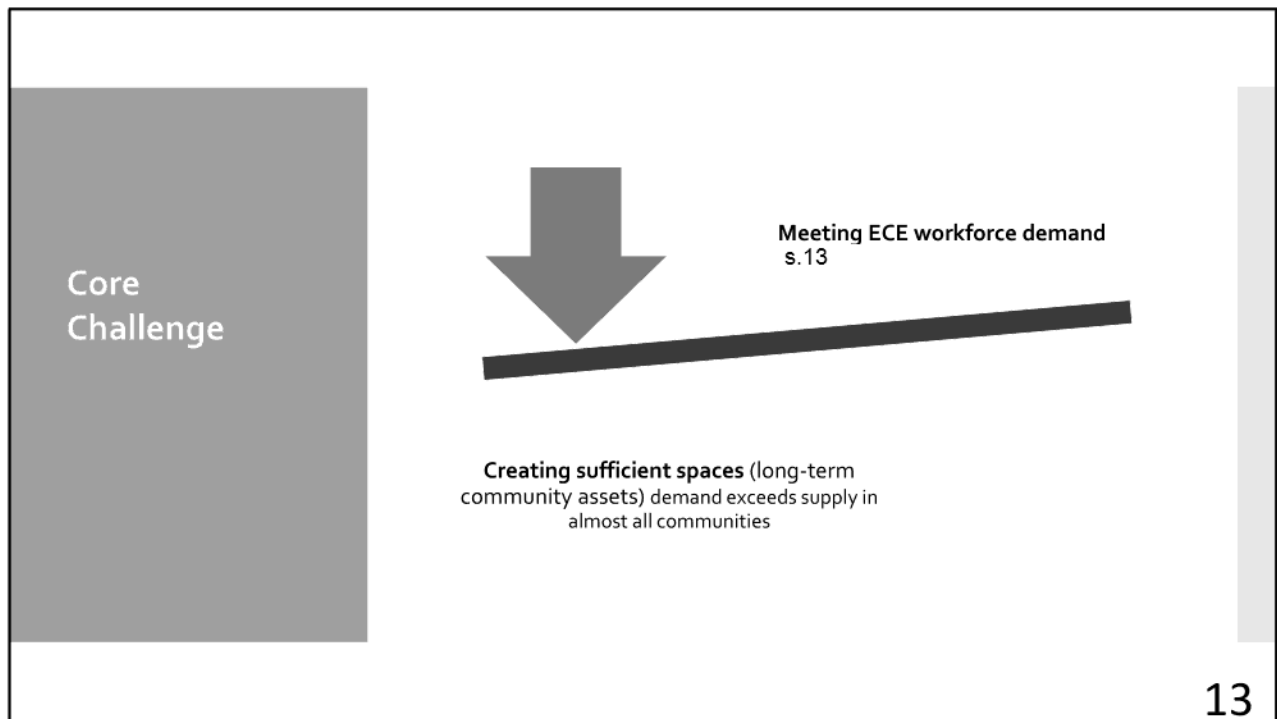 Core
Challenge
Meeting ECE workforce demand
s.13
Creating sufficient spaces (long-term
community assets) demand exceeds supply in
almost all communities
13